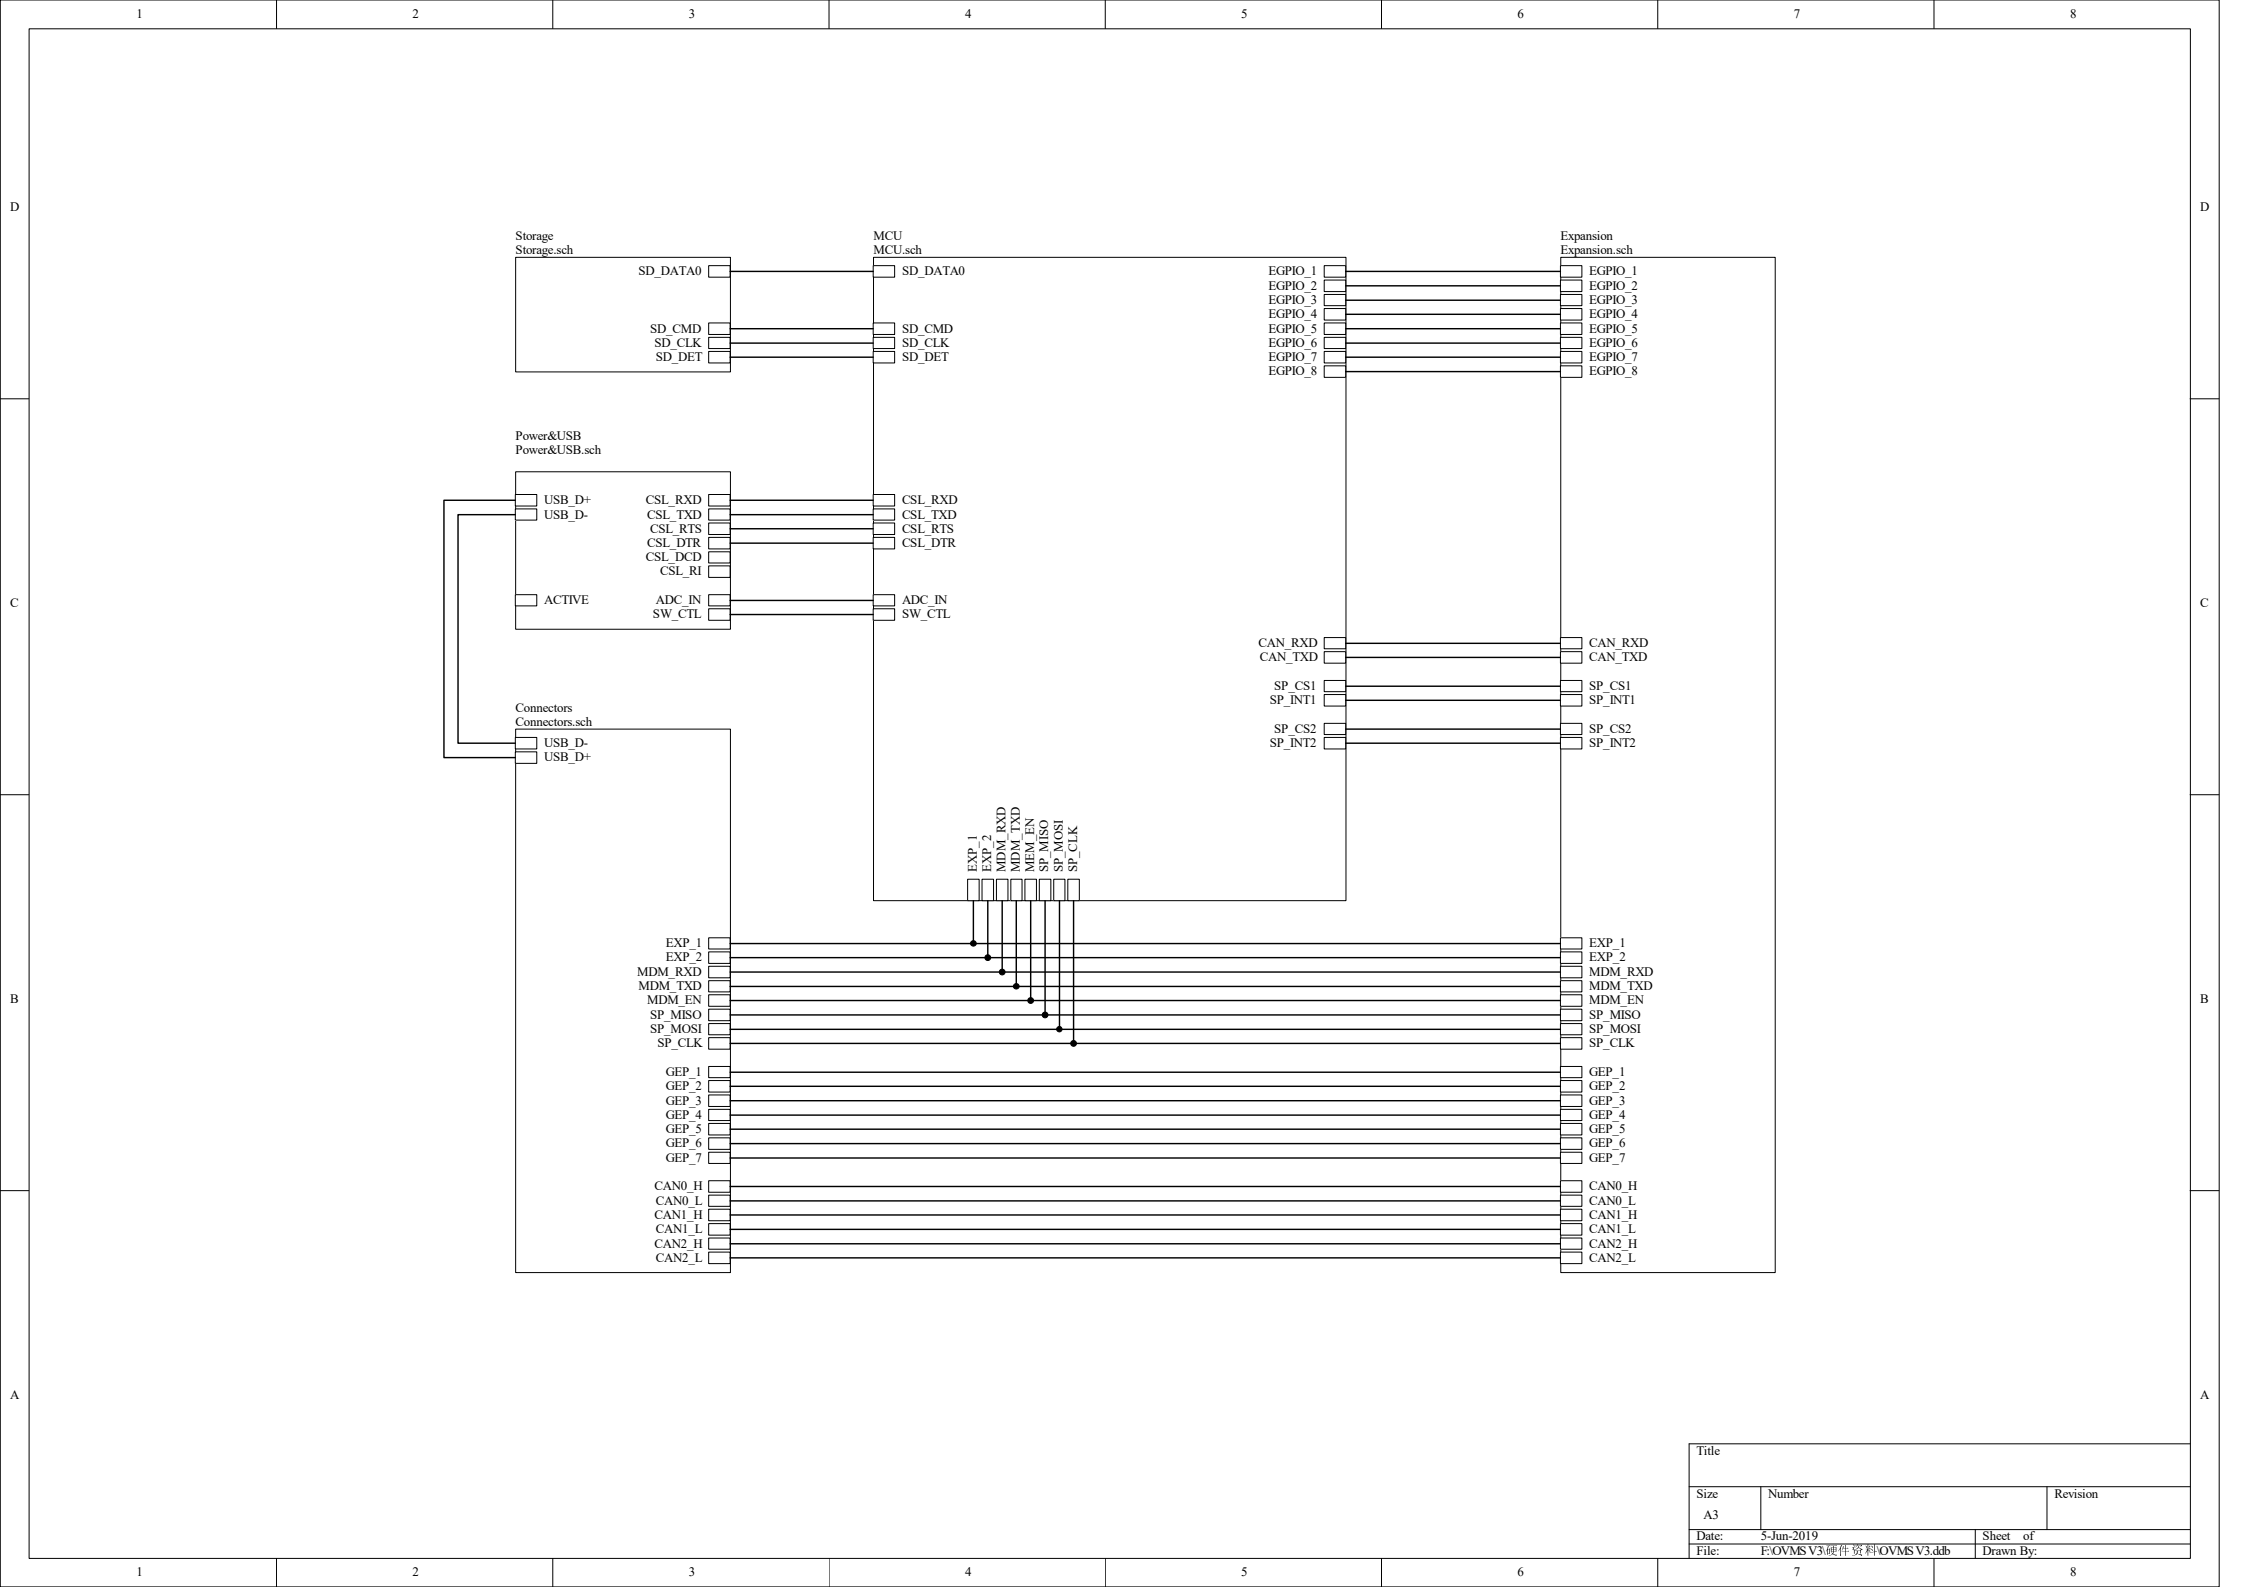 1 2 3 4 5 6 7 8
D
D
Storage
Storage.sch
SD_DATA0
SD_CMD
SD_CLK
SD_DET
MCU
MCU.sch
SD_DATA0
SD_CMD
SD_CLK
SD_DET
EGPIO_1
EGPIO_2
EGPIO_3
EGPIO_4
EGPIO_5
EGPIO_6
EGPIO_7
EGPIO_8
Expansion
Expansion.sch
EGPIO_1
EGPIO_2
EGPIO_3
EGPIO_4
EGPIO_5
EGPIO_6
EGPIO_7
EGPIO_8
Power&USB
Power&USB.sch
USB_D+
USB_D-
ACTIVE
CSL_RXD
CSL_TXD
CSL_RTS
CSL_DTR
CSL_DCD
CSL_RI
ADC_IN
SW_CTL
CSL_RXD
CSL_TXD
CSL_RTS
CSL_DTR
ADC_IN
SW_CTL
C
C
CAN_RXD
CAN_TXD
SP_CS1
SP_INT1
SP_CS2
SP_INT2
CAN_RXD
CAN_TXD
SP_CS1
SP_INT1
SP_CS2
SP_INT2
Connectors
Connectors.sch
USB_D-
USB_D+
EXP_1
EXP_2
MDM_RXD
MDM_TXD
MEM_EN
SP_MISO
SP_MOSI
SP_CLK
B
B
EXP_1
EXP_2
MDM_RXD
MDM_TXD
MDM_EN
SP_MISO
SP_MOSI
SP_CLK
GEP_1
GEP_2
GEP_3
GEP_4
GEP_5
GEP_6
GEP_7
CAN0_H
CAN0_L
CAN1_H
CAN1_L
CAN2_H
CAN2_L
EXP_1
EXP_2
MDM_RXD
MDM_TXD
MDM_EN
SP_MISO
SP_MOSI
SP_CLK
GEP_1
GEP_2
GEP_3
GEP_4
GEP_5
GEP_6
GEP_7
CAN0_H
CAN0_L
CAN1_H
CAN1_L
CAN2_H
CAN2_L
A
A
Title
Size Number Revision
A3
Date: 5-Jun-2019 Sheet of
File: F:\OVMS V3\硬件资料\OVMS V3.ddb Drawn By:
1 2 3 4 5 6 7 8